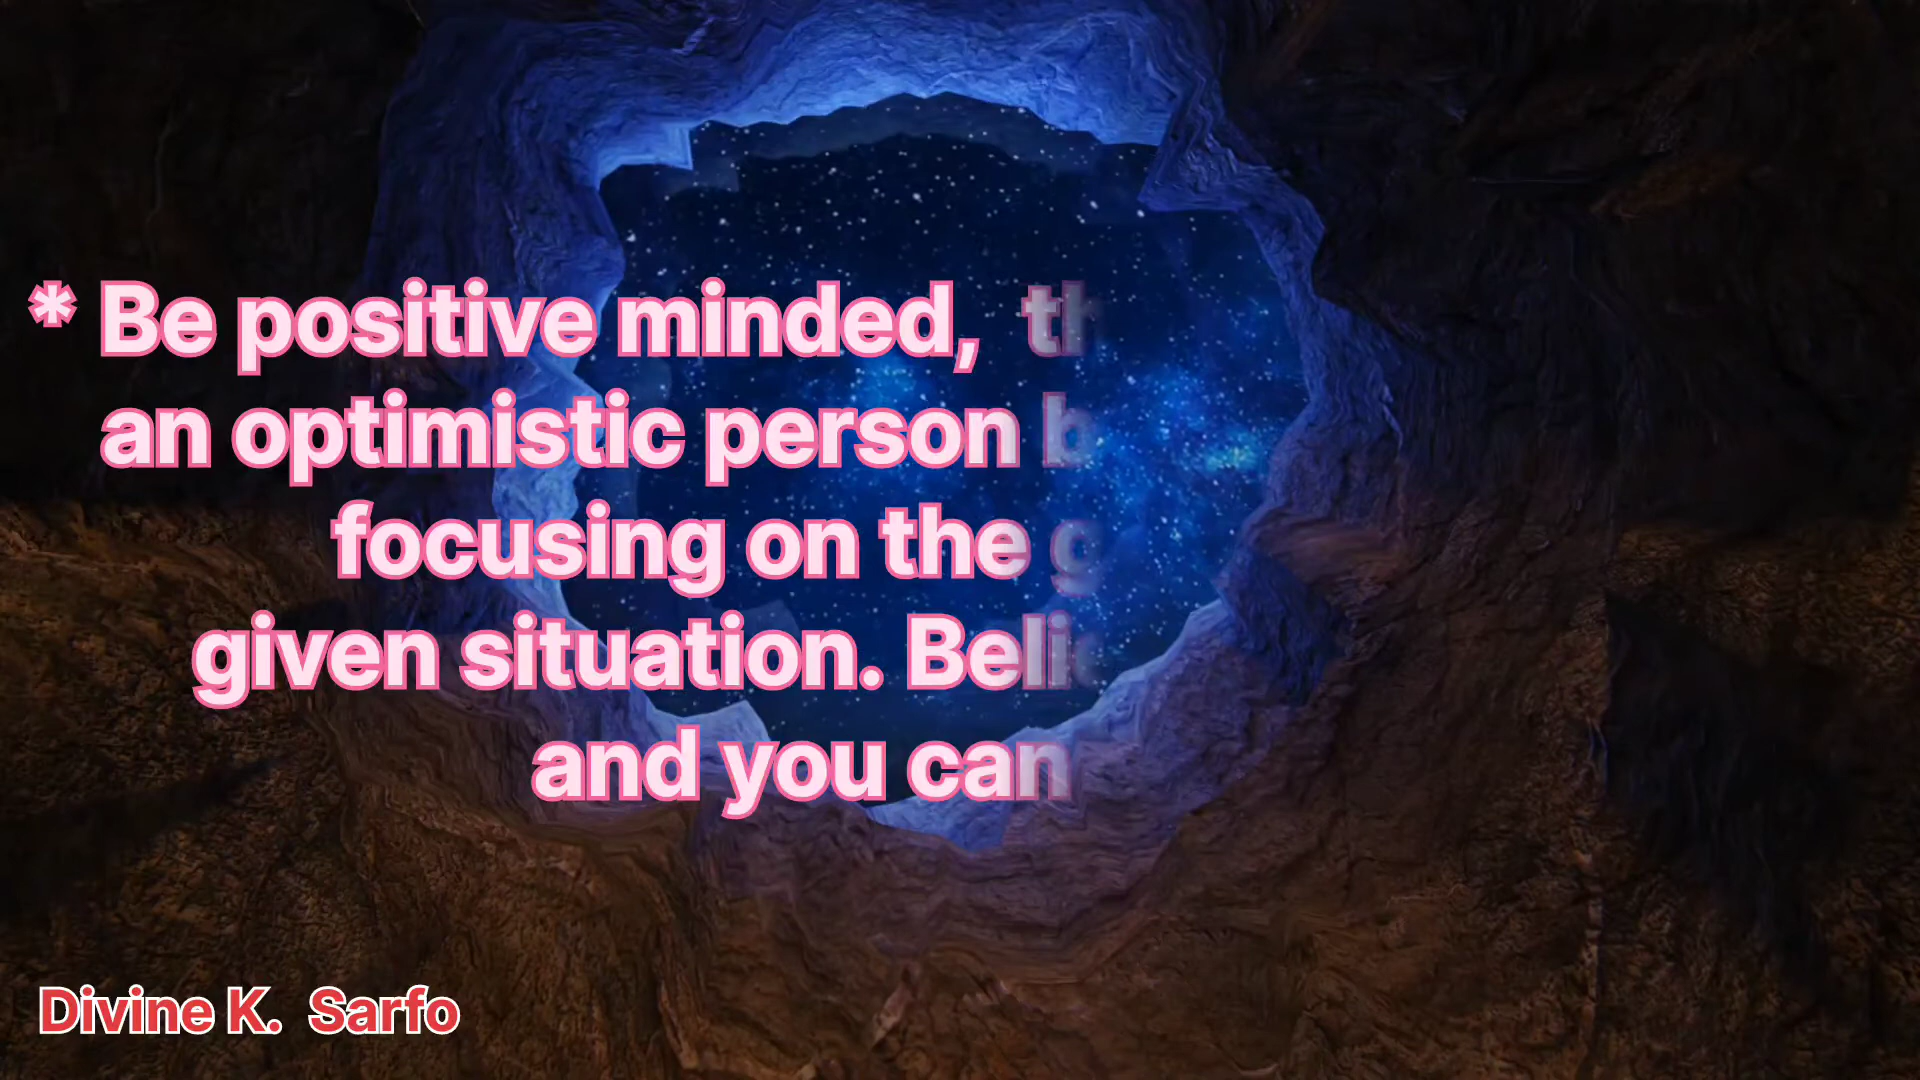 * Be positive minded,
an optimistic person
focusing on the
given situation.
and you can
Divine K. Sarfo